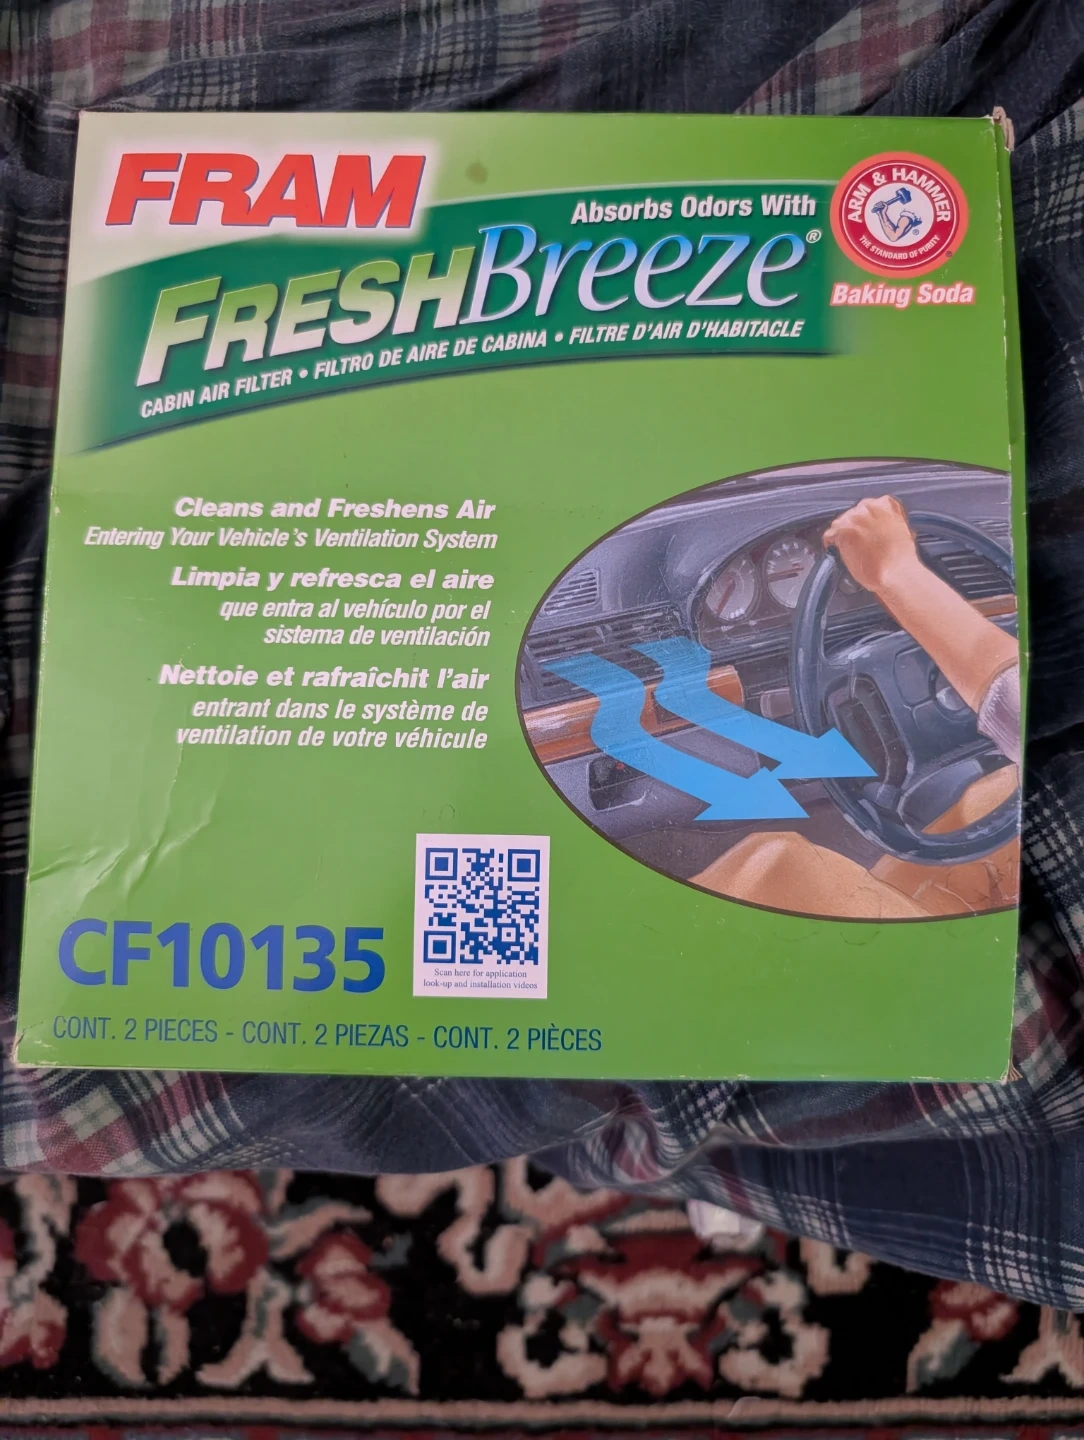 FRAM
Absorbs Odors With
ARM & HAMMER
THE STANDARD OF PURITY
Baking Soda
FRESHBreeze®
CABIN AIR FILTER • FILTRO DE AIRE DE CABINA • FILTRE D'AIR D'HABITACLE
Cleans and Freshens Air
Entering Your Vehicle's Ventilation System
Limpia y refresca el aire
que entra al vehículo por el
sistema de ventilación
Nettoie et rafraîchit l'air
entrant dans le système de
ventilation de votre véhicule
Scan here for application
look-up and installation videos
CF10135
CONT. 2 PIECES - CONT. 2 PIEZAS - CONT. 2 PIÈCES